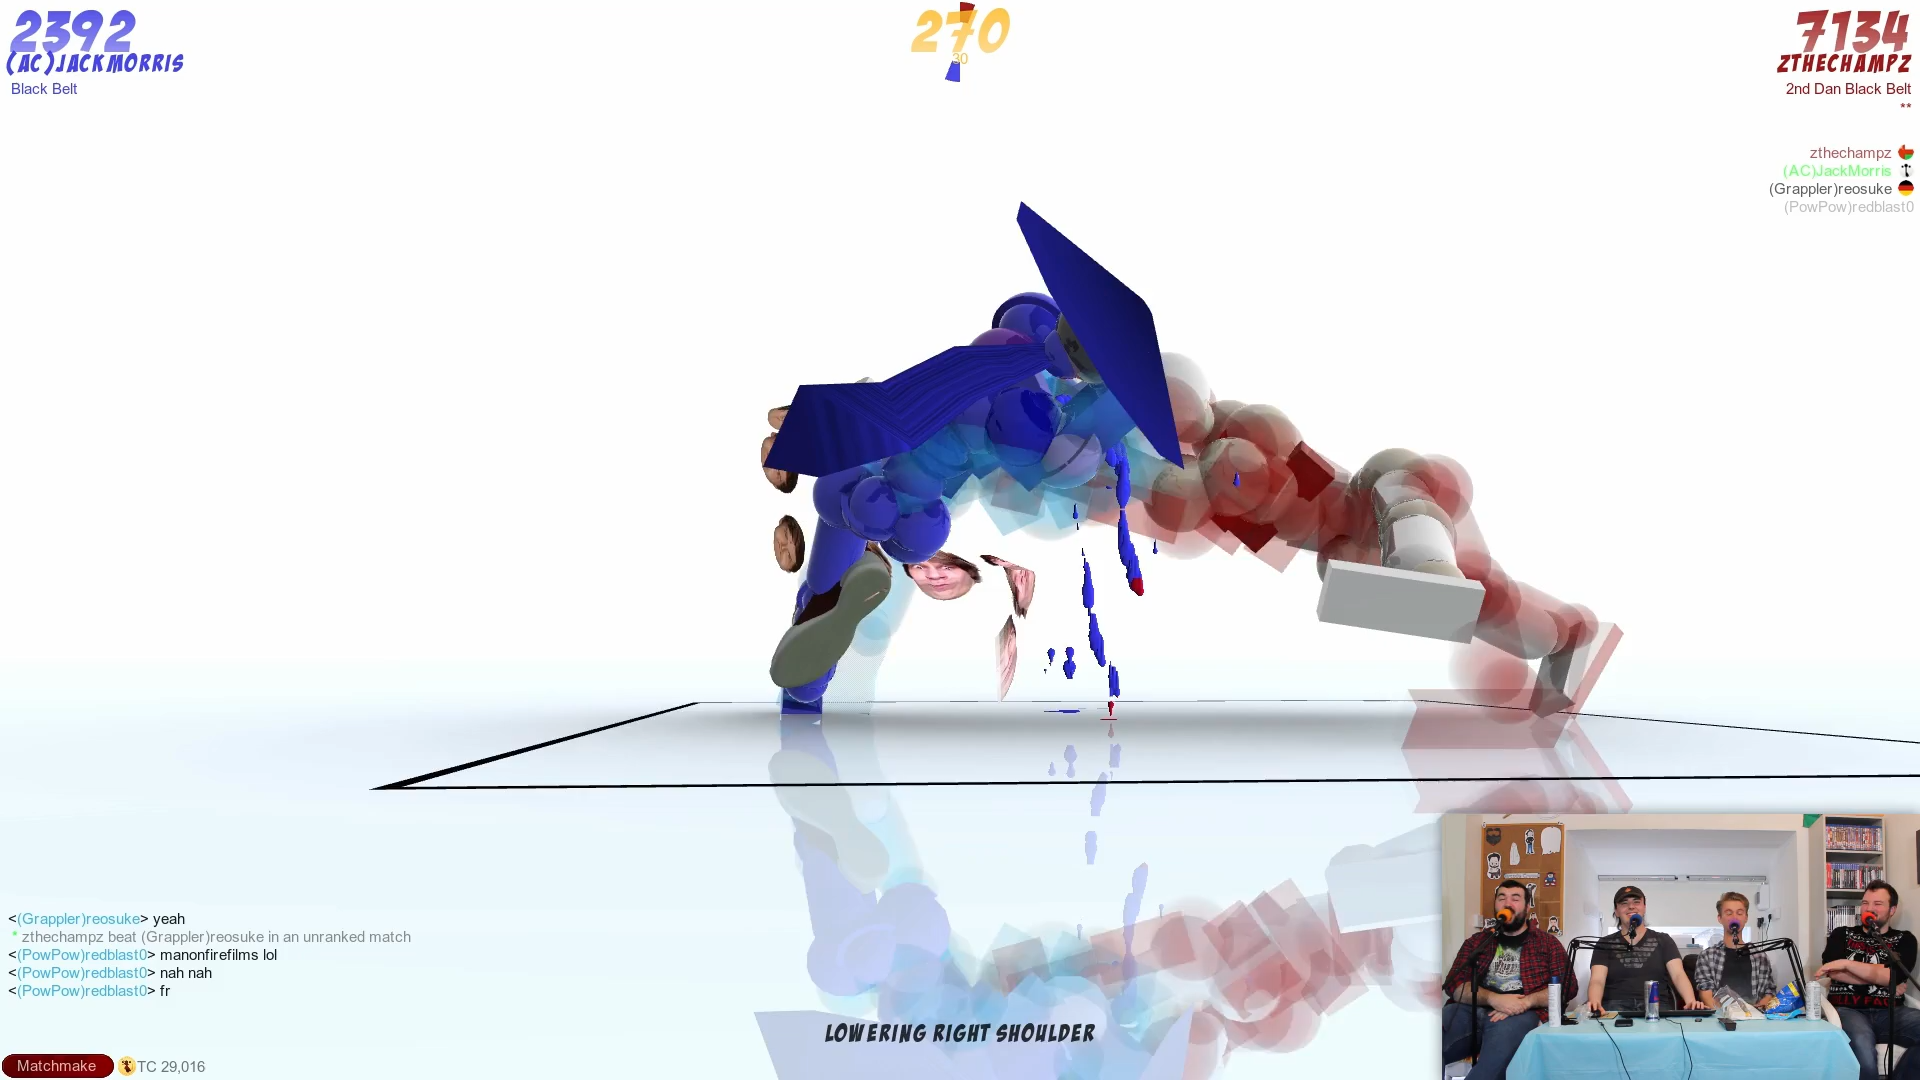 2392
(AC)JACKMORRIS
Black Belt
270
30
7134
ZTHECHAMPZ
2nd Dan Black Belt
**
zthechampz
(AC)JackMorris
(Grappler)reosuke
(PowPow)redblast0
<(Grappler)reosuke> yeah
* zthechampz beat (Grappler)reosuke in an unranked match
<(PowPow)redblast0> manonfirefilms lol
<(PowPow)redblast0> nah nah
<(PowPow)redblast0> fr
LOWERING RIGHT SHOULDER
Matchmake
TC 29,016